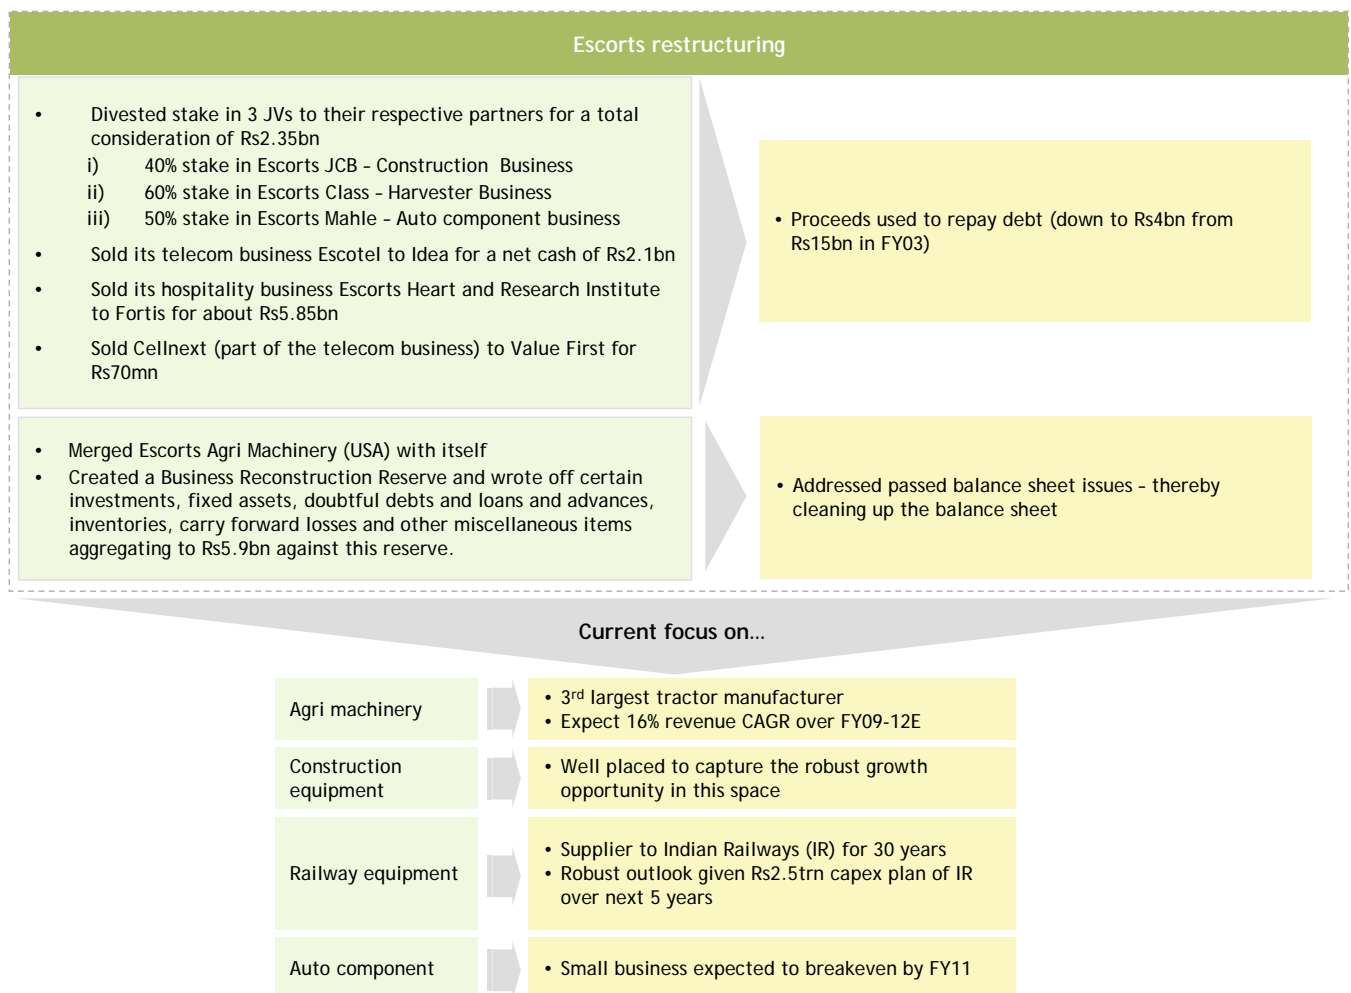 Escorts restructuring
• Divested stake in 3 JVs to their respective partners for a total
consideration of Rs2.35bn
i) 40% stake in Escorts JCB – Construction Business
ii) 60% stake in Escorts Class – Harvester Business
iii) 50% stake in Escorts Mahle – Auto component business
• Sold its telecom business Escotel to Idea for a net cash of Rs2.1bn
• Sold its hospitality business Escorts Heart and Research Institute
to Fortis for about Rs5.85bn
• Sold Cellnext (part of the telecom business) to Value First for
Rs70mn
• Proceeds used to repay debt (down to Rs4bn from
Rs15bn in FY03)
• Merged Escorts Agri Machinery (USA) with itself
• Created a Business Reconstruction Reserve and wrote off certain
investments, fixed assets, doubtful debts and loans and advances,
inventories, carry forward losses and other miscellaneous items
aggregating to Rs5.9bn against this reserve.
• Addressed passed balance sheet issues – thereby
cleaning up the balance sheet
Current focus on...
Agri machinery
• 3rd largest tractor manufacturer
• Expect 16% revenue CAGR over FY09-12E
Construction
equipment
• Well placed to capture the robust growth
opportunity in this space
Railway equipment
• Supplier to Indian Railways (IR) for 30 years
• Robust outlook given Rs2.5trn capex plan of IR
over next 5 years
Auto component
• Small business expected to breakeven by FY11